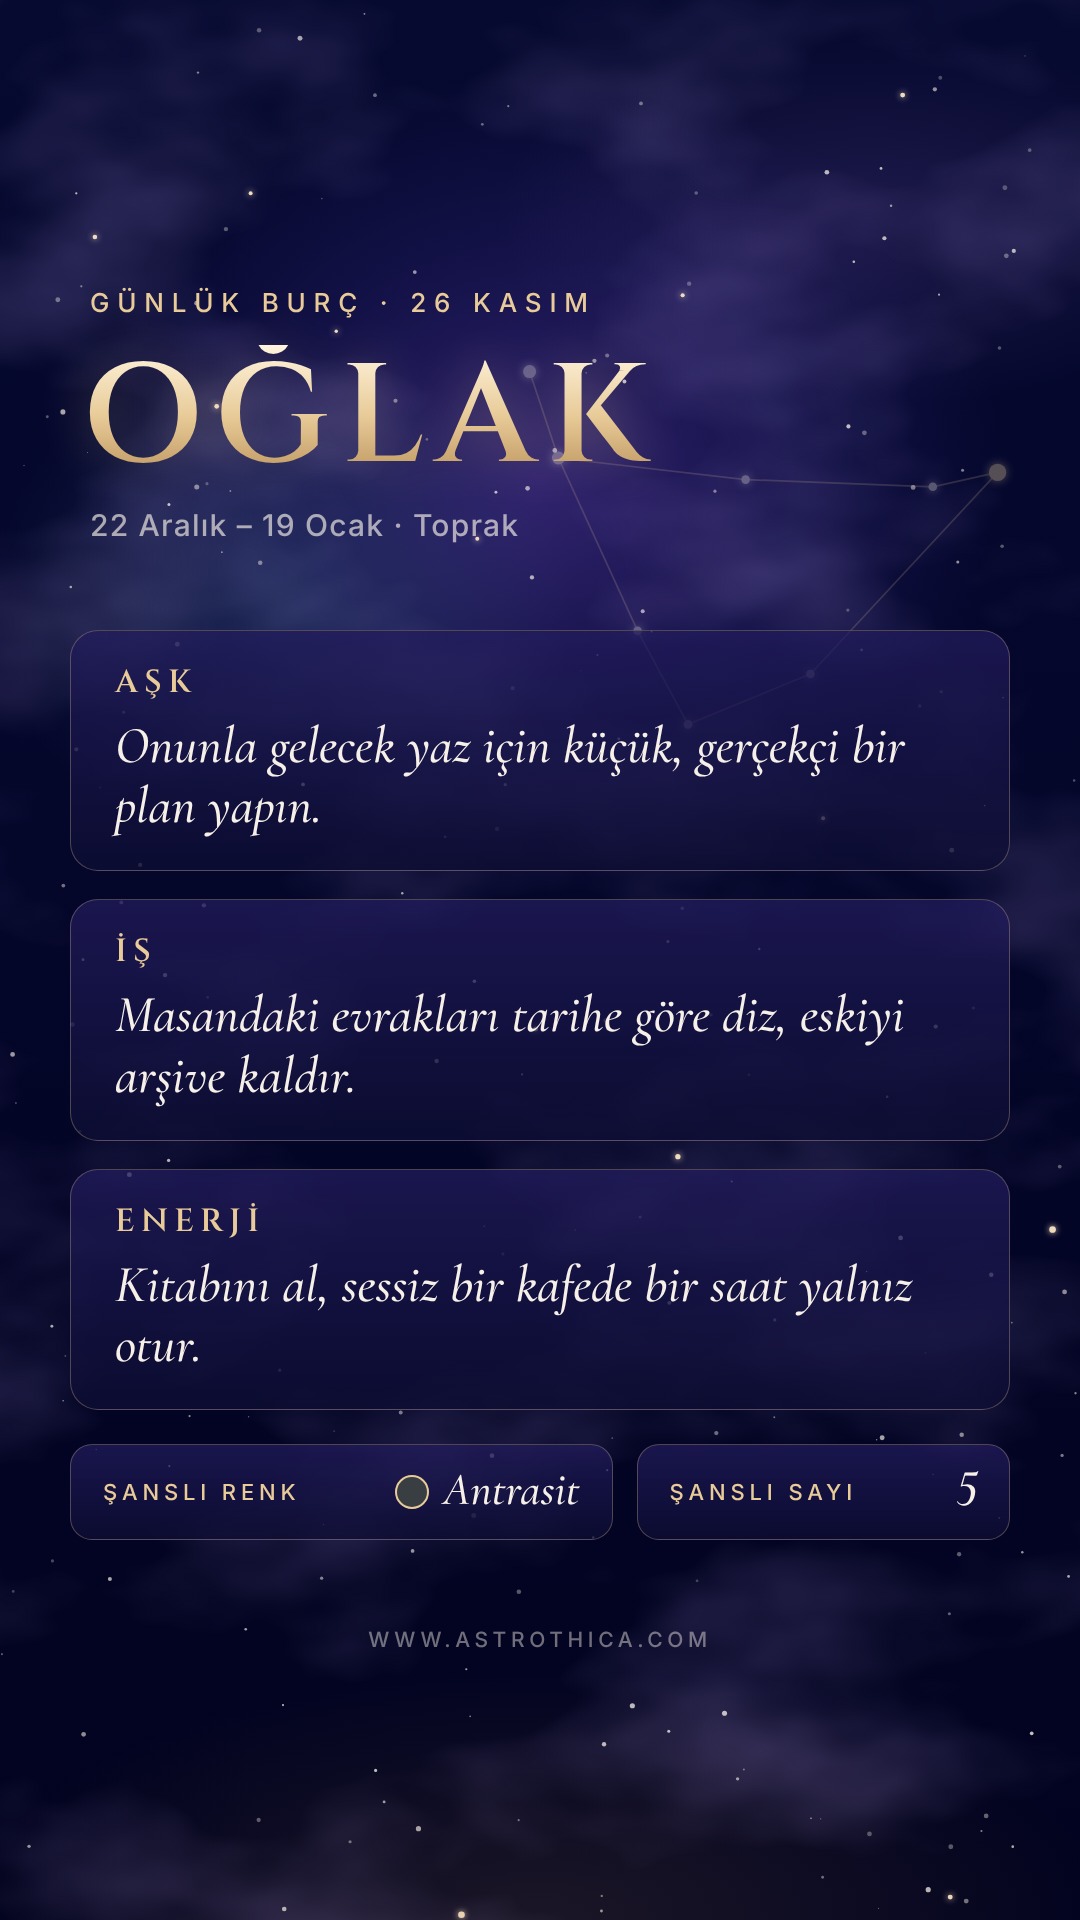 GÜNLÜK BURÇ · 26 KASIM
OĞLAK
22 Aralık – 19 Ocak · Toprak
AŞK
Onunla gelecek yaz için küçük, gerçekçi bir
plan yapın.
İŞ
Masandaki evrakları tarihe göre diz, eskiyi
arşive kaldır.
ENERJİ
Kitabını al, sessiz bir kafede bir saat yalnız
otur.
ŞANSLI RENK Antrasit
ŞANSLI SAYI 5
WWW.ASTROTHICA.COM